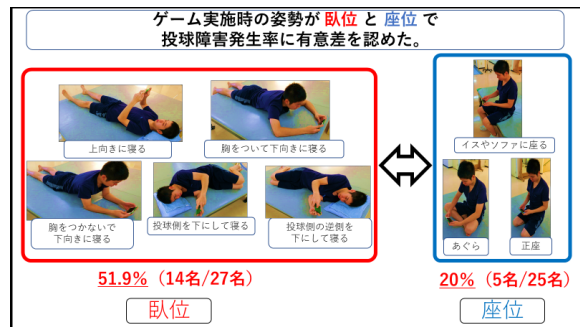 ゲーム実施時の姿勢が 臥位 と 座位 で
投球障害発生率に有意差を認めた。
上向きに寝る
胸をついて下向きに寝る
胸をつかないで
下向きに寝る
投球側を下にして寝る
投球側の逆側を
下にして寝る
51.9%（14名/27名）
臥位
イスやソファに座る
あぐら
正座
20%（5名/25名）
座位